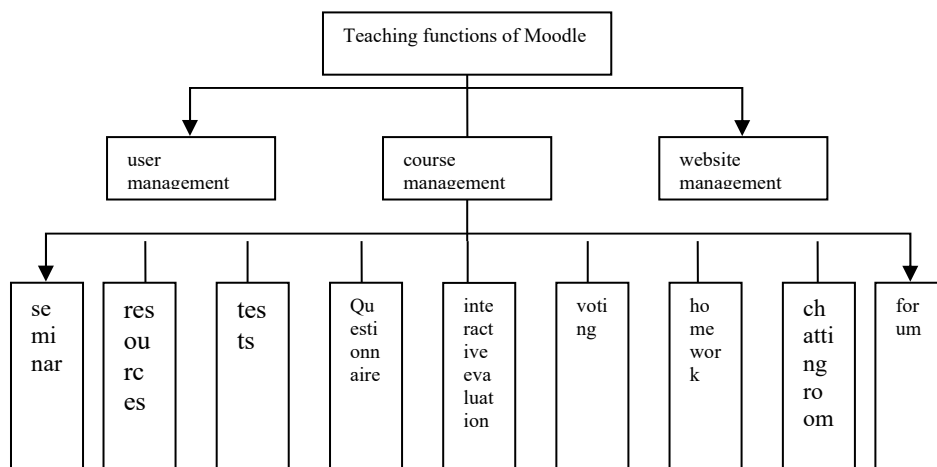 Teaching functions of Moodle
user
management
course
management
website
management
se
mi
nar
res
ou
rc
es
tes
ts
Qu
esti
onn
aire
inte
ract
ive
eva
luat
ion
voti
ng
ho
me
wor
k
ch
atti
ng
ro
om
for
um